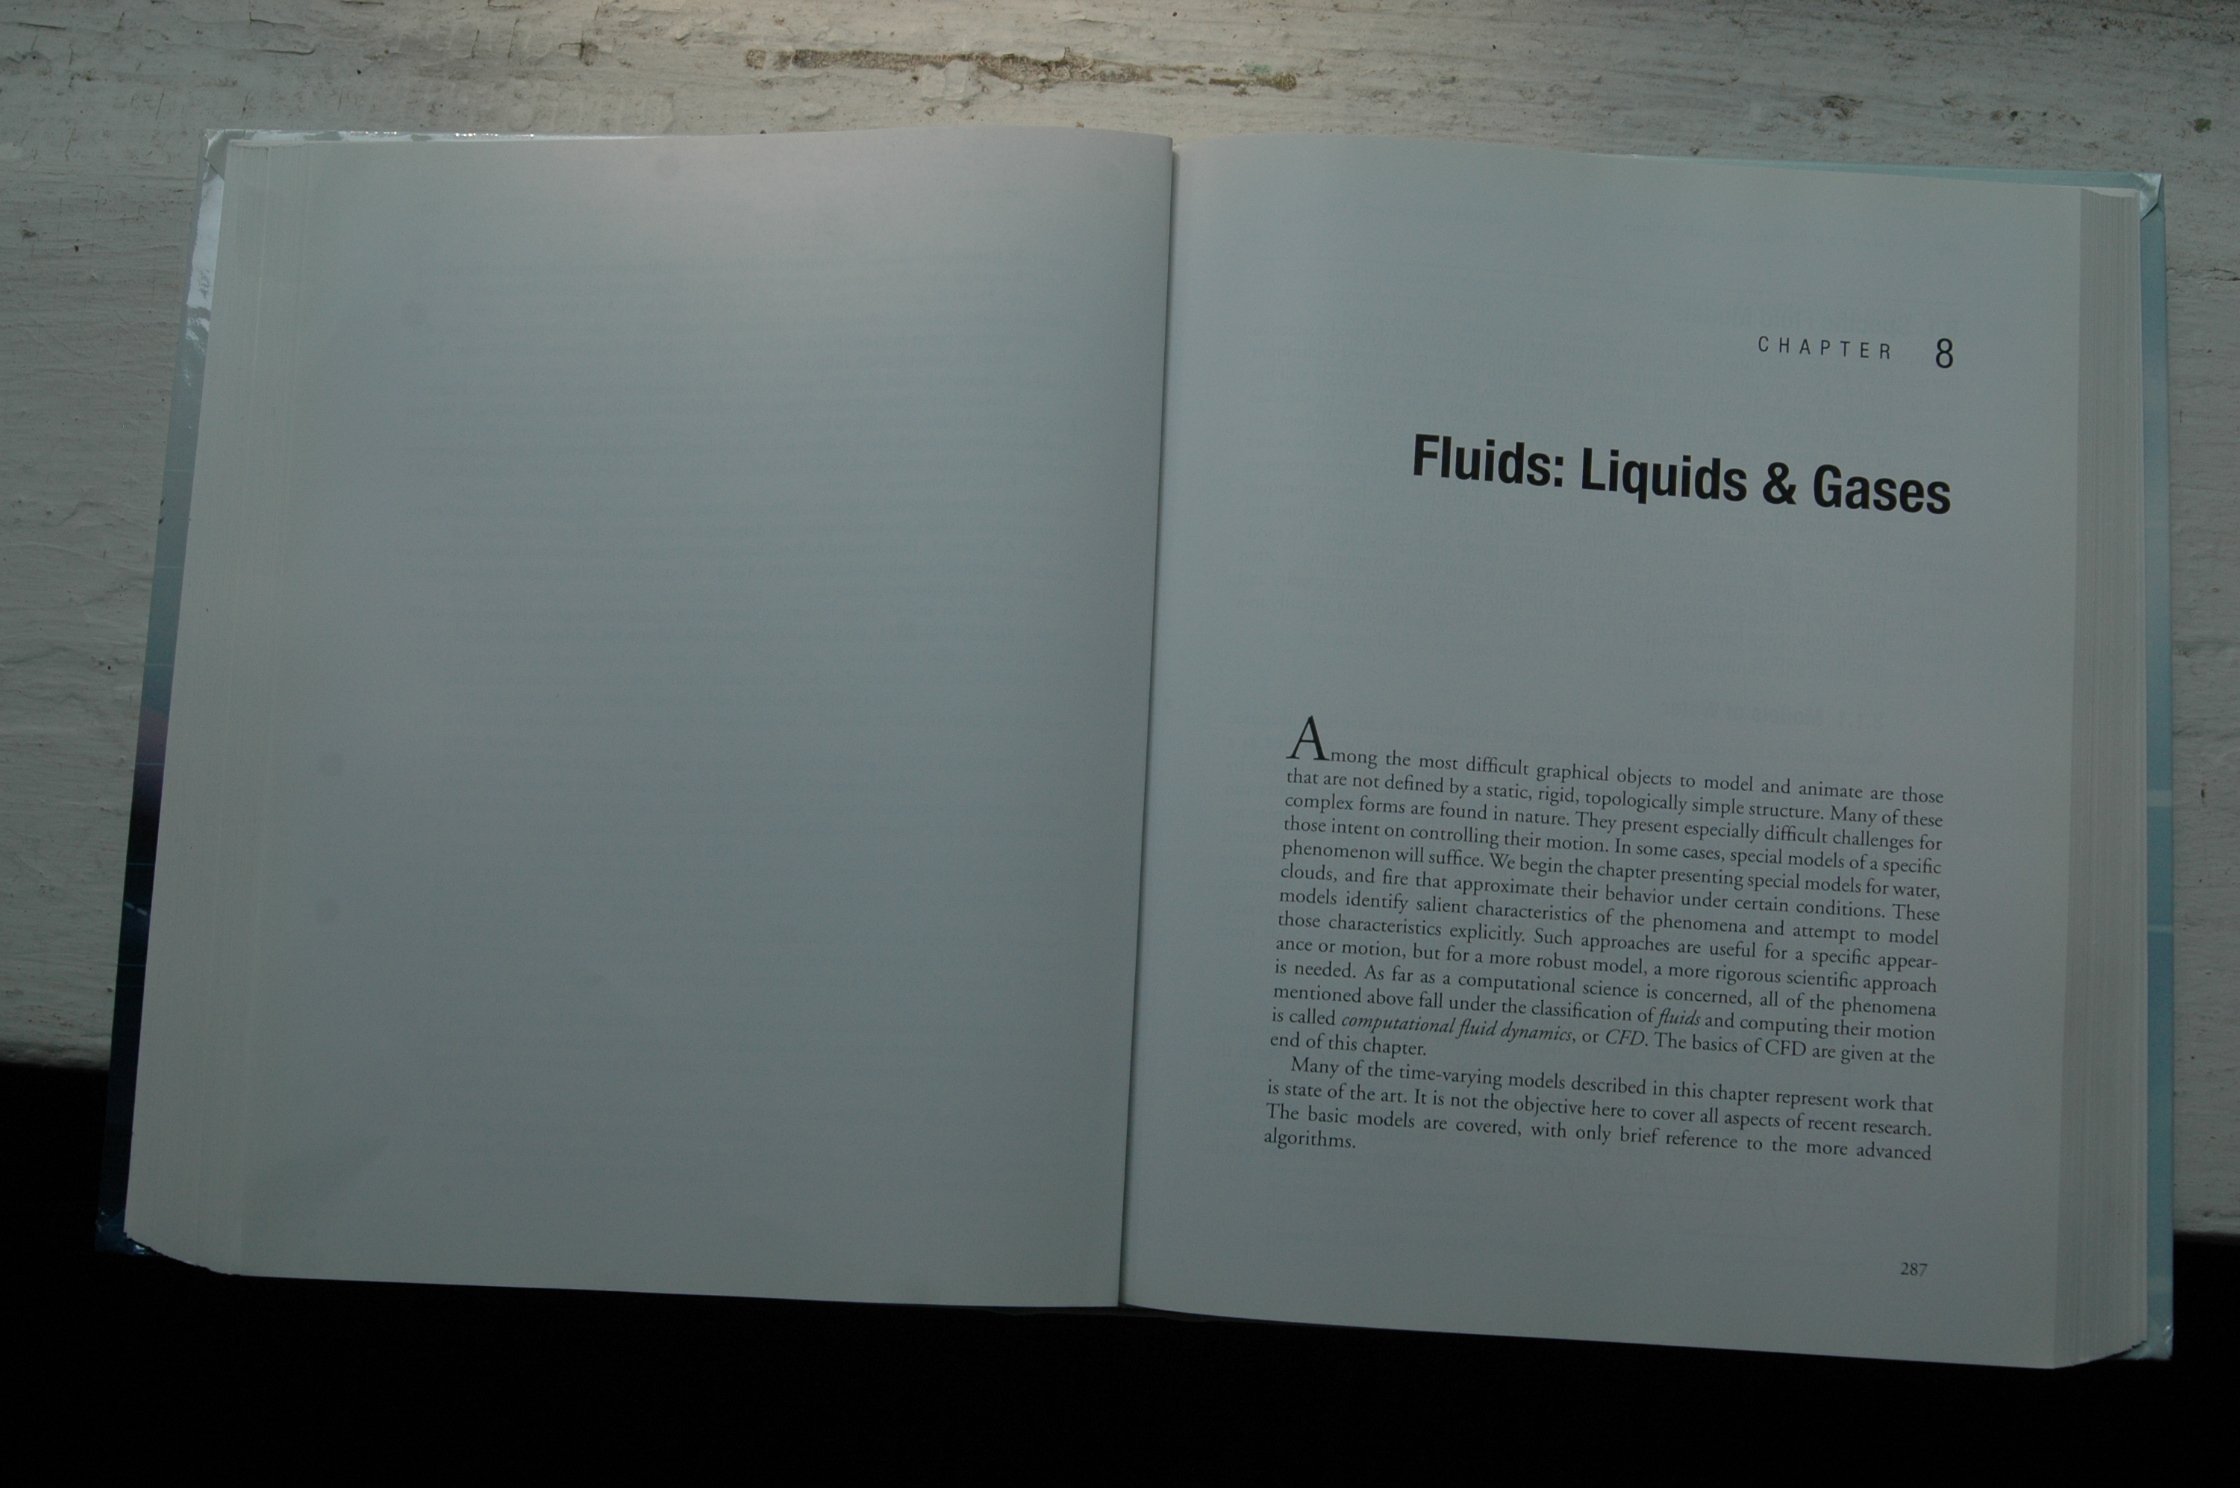 CHAPTER 8
Fluids: Liquids & Gases
Among the most difficult graphical objects to model and animate are those
that are not defined by a static, rigid, topologically simple structure. Many of these
complex forms are found in nature. They present especially difficult challenges for
those intent on controlling their motion. In some cases, special models of a specific
phenomenon will suffice. We begin the chapter presenting special models for water,
clouds, and fire that approximate their behavior under certain conditions. These
models identify salient characteristics of the phenomena and attempt to model
those characteristics explicitly. Such approaches are useful for a specific appear-
ance or motion, but for a more robust model, a more rigorous scientific approach
is needed. As far as a computational science is concerned, all of the phenomena
mentioned above fall under the classification of fluids and computing their motion
is called computational fluid dynamics, or CFD. The basics of CFD are given at the
end of this chapter.
Many of the time-varying models described in this chapter represent work that
is state of the art. It is not the objective here to cover all aspects of recent research.
The basic models are covered, with only brief reference to the more advanced
algorithms.
287